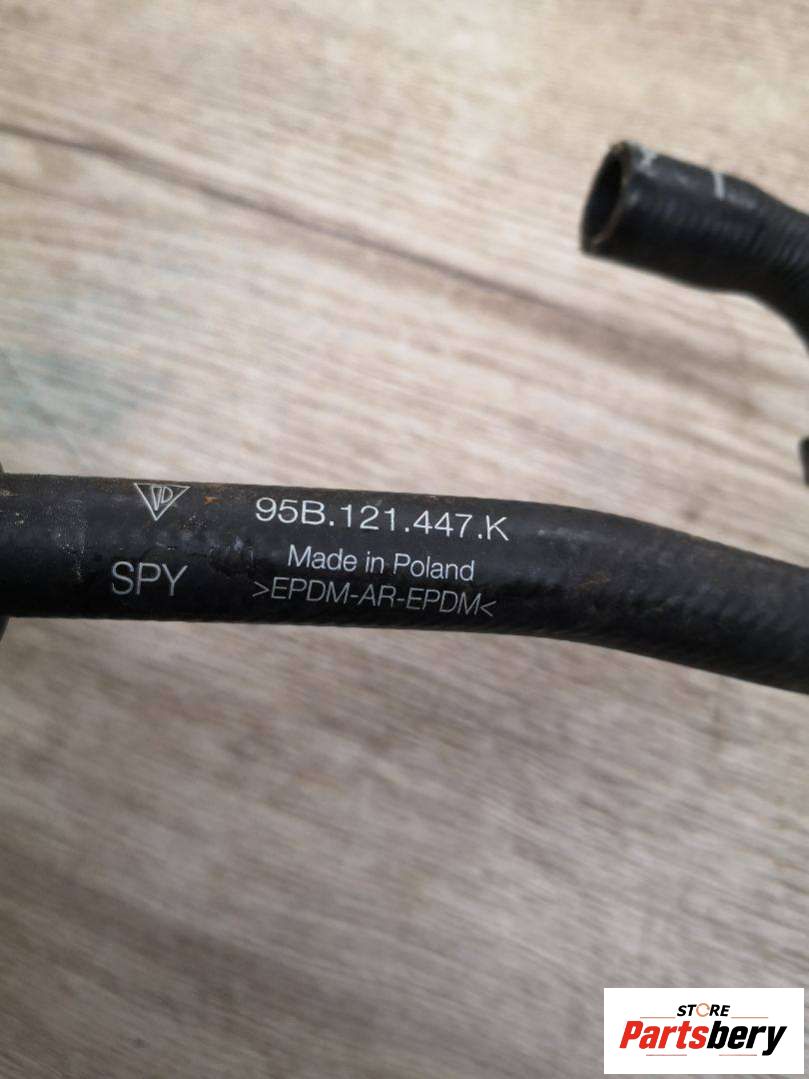 95B.121.447.K
Made in Poland
SPY
>EPDM-AR-EPDM<
STORE
Partsbery